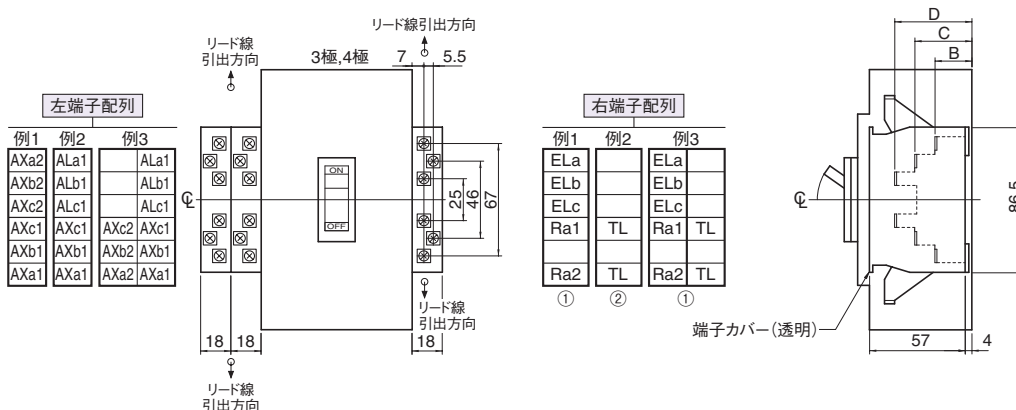 リード線引出方向
リード線
引出方向
3極,4極
7
5.5
左端子配列
例1 例2 例3
AXa2 ALa1 ALa1
AXb2 ALb1 ALb1
AXc2 ALc1 ALc1
AXc1 AXc1 AXc2 AXc1
AXb1 AXb1 AXb2 AXb1
AXa1 AXa1 AXa2 AXa1
℄
ON
OFF
25
46
67
18
18
18
リード線
引出方向
リード線
引出方向
右端子配列
例1 例2 例3
ELa ELa
ELb ELb
ELc ELc
Ra1 TL Ra1 TL
Ra2 TL Ra2 TL
① ② ①
D
C
B
℄
86.5
端子カバー(透明)
57
4